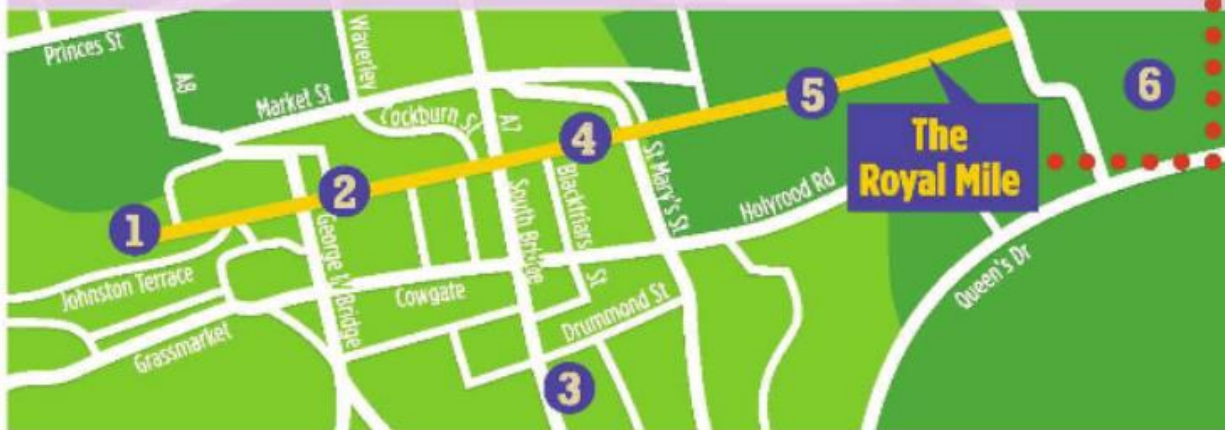 Princes St
A8
Waverley
Market St
Cockburn St
A7
1
2
3
4
5
6
The
Royal Mile
St Mary's St
Blackfriars St
South Bridge
George IV Bridge
Holyrood Rd
Johnston Terrace
Cowgate
Grassmarket
Drummond St
Queen's Dr